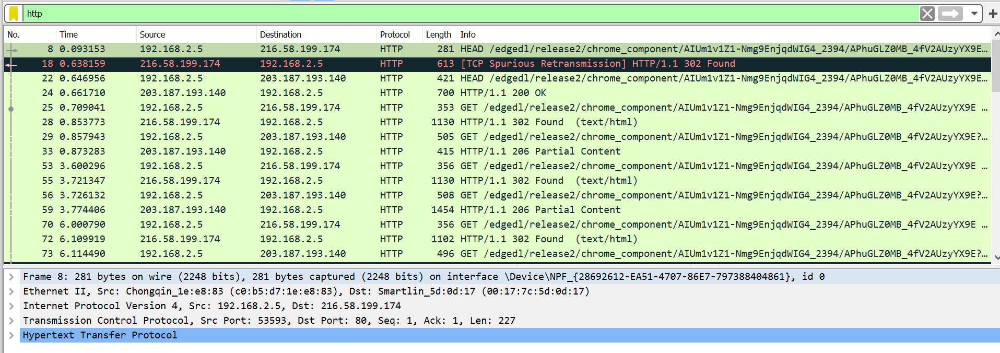 http
No. Time Source Destination Protocol Length Info
8 0.093153 192.168.2.5 216.58.199.174 HTTP 281 HEAD /edgedl/release2/chrome_component/AIUm1v1Z1-Nmg9EnjqdWIG4_2394/APhuGLZ0MB_4fV2AUzyYX9E…
18 0.638159 216.58.199.174 192.168.2.5 HTTP 613 [TCP Spurious Retransmission] HTTP/1.1 302 Found
22 0.646956 192.168.2.5 203.187.193.140 HTTP 421 HEAD /edgedl/release2/chrome_component/AIUm1v1Z1-Nmg9EnjqdWIG4_2394/APhuGLZ0MB_4fV2AUzyYX9E…
24 0.661710 203.187.193.140 192.168.2.5 HTTP 700 HTTP/1.1 200 OK
25 0.709041 192.168.2.5 216.58.199.174 HTTP 353 GET /edgedl/release2/chrome_component/AIUm1v1Z1-Nmg9EnjqdWIG4_2394/APhuGLZ0MB_4fV2AUzyYX9E …
28 0.853773 216.58.199.174 192.168.2.5 HTTP 1130 HTTP/1.1 302 Found (text/html)
29 0.857943 192.168.2.5 203.187.193.140 HTTP 505 GET /edgedl/release2/chrome_component/AIUm1v1Z1-Nmg9EnjqdWIG4_2394/APhuGLZ0MB_4fV2AUzyYX9E?…
33 0.873283 203.187.193.140 192.168.2.5 HTTP 415 HTTP/1.1 206 Partial Content
53 3.600296 192.168.2.5 216.58.199.174 HTTP 356 GET /edgedl/release2/chrome_component/AIUm1v1Z1-Nmg9EnjqdWIG4_2394/APhuGLZ0MB_4fV2AUzyYX9E …
55 3.721347 216.58.199.174 192.168.2.5 HTTP 1130 HTTP/1.1 302 Found (text/html)
56 3.726132 192.168.2.5 203.187.193.140 HTTP 508 GET /edgedl/release2/chrome_component/AIUm1v1Z1-Nmg9EnjqdWIG4_2394/APhuGLZ0MB_4fV2AUzyYX9E?…
59 3.774406 203.187.193.140 192.168.2.5 HTTP 1454 HTTP/1.1 206 Partial Content
70 6.000790 192.168.2.5 216.58.199.174 HTTP 356 GET /edgedl/release2/chrome_component/AIUm1v1Z1-Nmg9EnjqdWIG4_2394/APhuGLZ0MB_4fV2AUzyYX9E …
72 6.109919 216.58.199.174 192.168.2.5 HTTP 1102 HTTP/1.1 302 Found (text/html)
73 6.114490 192.168.2.5 203.187.193.140 HTTP 496 GET /edgedl/release2/chrome_component/AIUm1v1Z1-Nmg9EnjqdWIG4_2394/APhuGLZ0MB_4fV2AUzyYX9E?…
Frame 8: 281 bytes on wire (2248 bits), 281 bytes captured (2248 bits) on interface \Device\NPF_{28692612-EA51-4707-86E7-797388404861}, id 0
Ethernet II, Src: Chongqin_1e:e8:83 (c0:b5:d7:1e:e8:83), Dst: Smartlin_5d:0d:17 (00:17:7c:5d:0d:17)
Internet Protocol Version 4, Src: 192.168.2.5, Dst: 216.58.199.174
Transmission Control Protocol, Src Port: 53593, Dst Port: 80, Seq: 1, Ack: 1, Len: 227
Hypertext Transfer Protocol